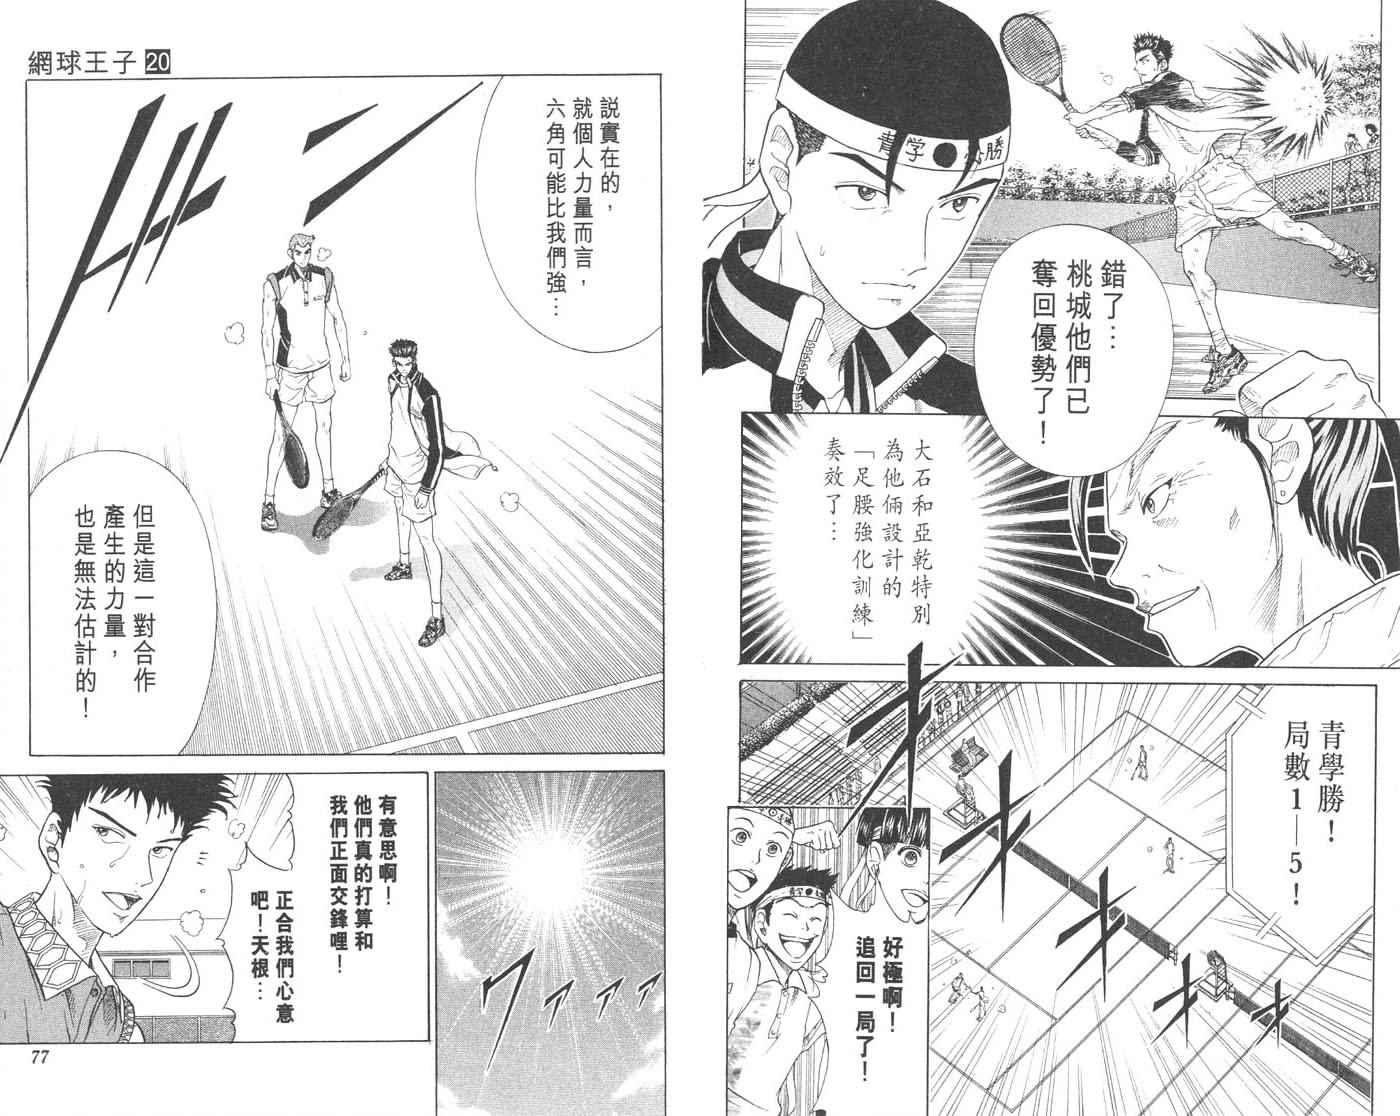 青学●必勝
錯了…
桃城他們已
奪回優勢了！
大石和亞乾特別
為他倆設計的
「足腰強化訓練」
奏效了…
青學勝！
局數1—5！
好極啊！
追回一局了！
青学●
網球王子 20
說實在的，
就個人力量而言，
六角可能比我們強…
但是這一對合作
產生的力量，
也是無法估計的！
有意思啊！
他們真的打算和
我們正面交鋒哩！
正合我們心意
吧！天根…
77